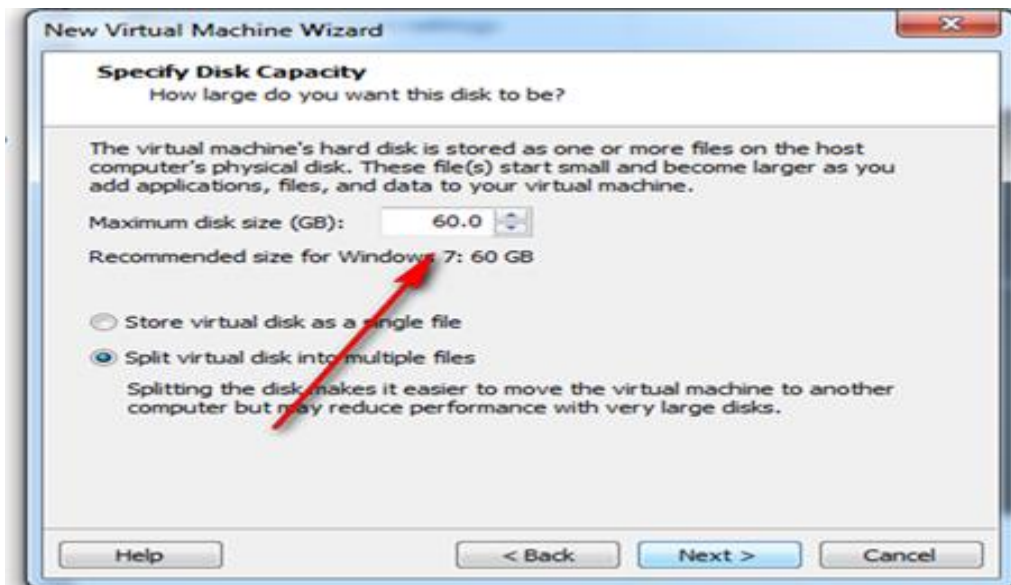 New Virtual Machine Wizard
Specify Disk Capacity
How large do you want this disk to be?
The virtual machine's hard disk is stored as one or more files on the host
computer's physical disk. These file(s) start small and become larger as you
add applications, files, and data to your virtual machine.
Maximum disk size (GB): 60.0
Recommended size for Windows 7: 60 GB
Store virtual disk as a single file
Split virtual disk into multiple files
Splitting the disk makes it easier to move the virtual machine to another
computer but may reduce performance with very large disks.
Help < Back Next > Cancel